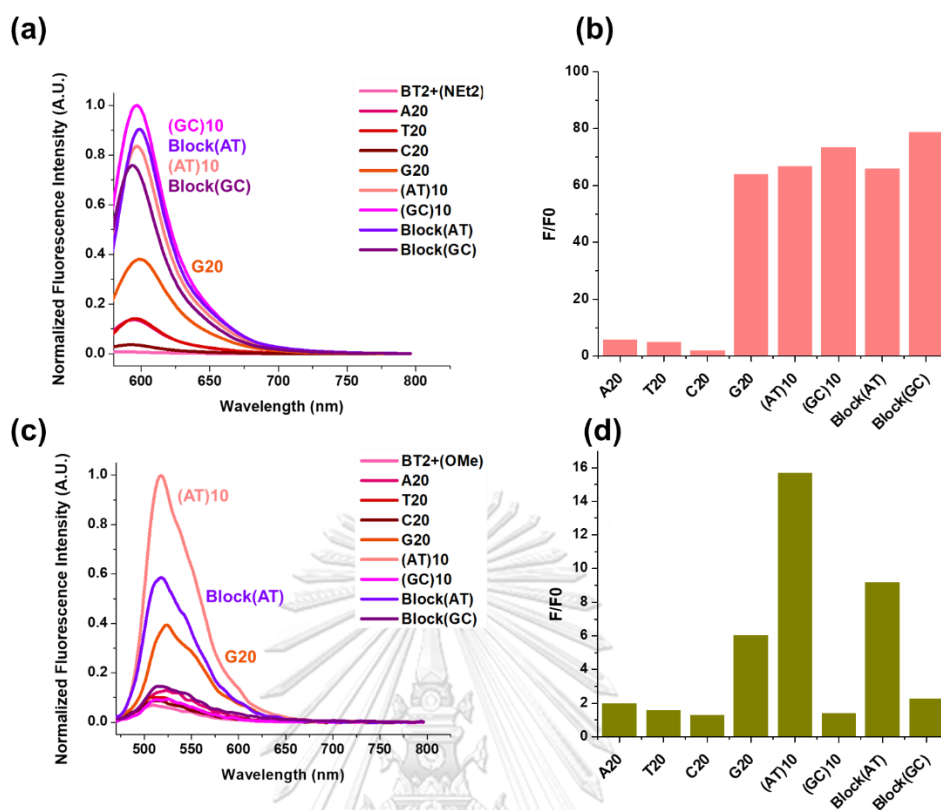 (a)
Normalized Fluorescence Intensity (A.U.)
1.0
0.8
0.6
0.4
0.2
0.0
600
650
700
750
800
Wavelength (nm)
(GC)10
Block(AT)
(AT)10
Block(GC)
G20
BT2+(NEt2)
A20
T20
C20
G20
(AT)10
(GC)10
Block(AT)
Block(GC)
(b)
F/F0
100
80
60
40
20
0
A20
T20
C20
G20
(AT)10
(GC)10
Block(AT)
Block(GC)
(c)
Normalized Fluorescence Intensity (A.U.)
1.0
0.8
0.6
0.4
0.2
0.0
500
550
600
650
700
750
800
Wavelength (nm)
(AT)10
Block(AT)
G20
BT2+(OMe)
A20
T20
C20
G20
(AT)10
(GC)10
Block(AT)
Block(GC)
(d)
F/F0
16
14
12
10
8
6
4
2
0
A20
T20
C20
G20
(AT)10
(GC)10
Block(AT)
Block(GC)